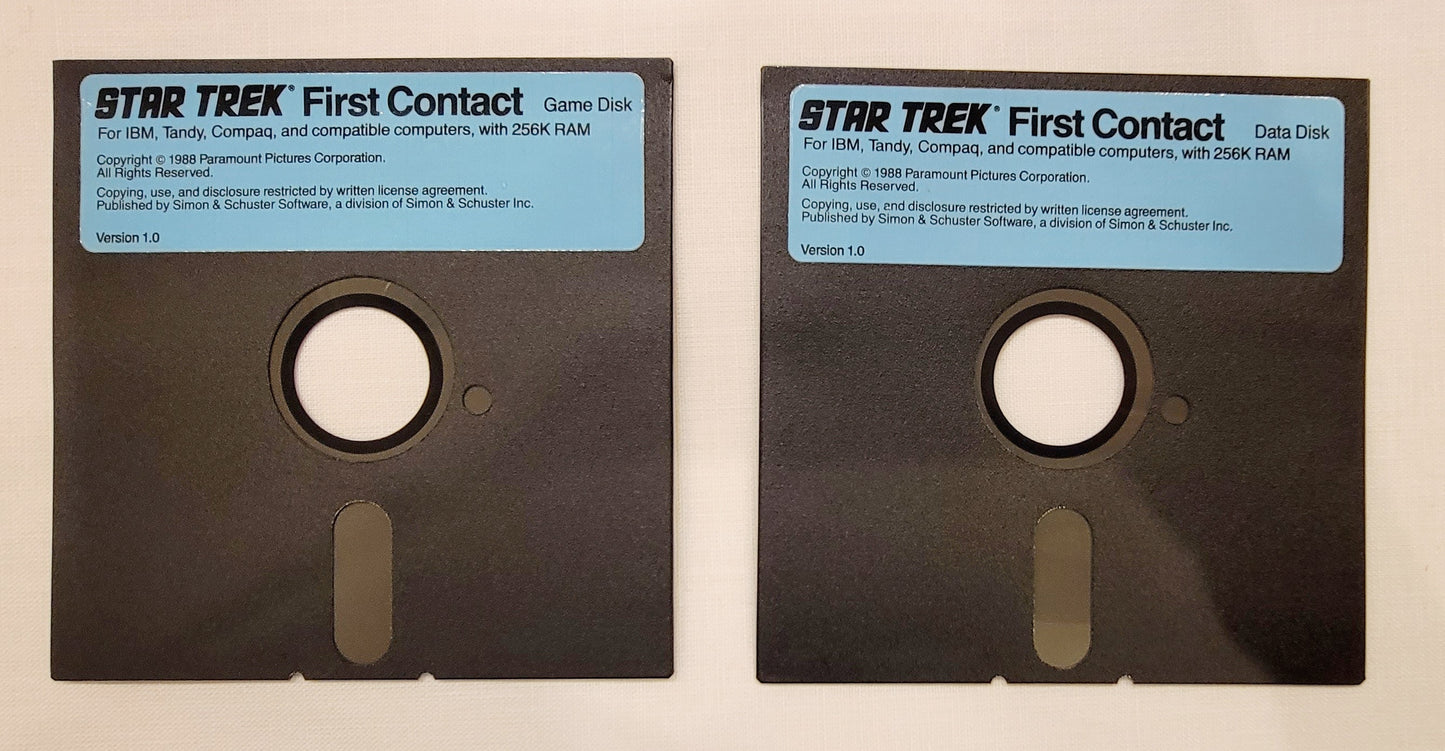 STAR TREK® First Contact Game Disk
For IBM, Tandy, Compaq, and compatible computers, with 256K RAM
Copyright © 1988 Paramount Pictures Corporation.
All Rights Reserved.
Copying, use, and disclosure restricted by written license agreement.
Published by Simon & Schuster Software, a division of Simon & Schuster Inc.
Version 1.0
STAR TREK® First Contact Data Disk
For IBM, Tandy, Compaq, and compatible computers, with 256K RAM
Copyright © 1988 Paramount Pictures Corporation.
All Rights Reserved.
Copying, use, and disclosure restricted by written license agreement.
Published by Simon & Schuster Software, a division of Simon & Schuster Inc.
Version 1.0